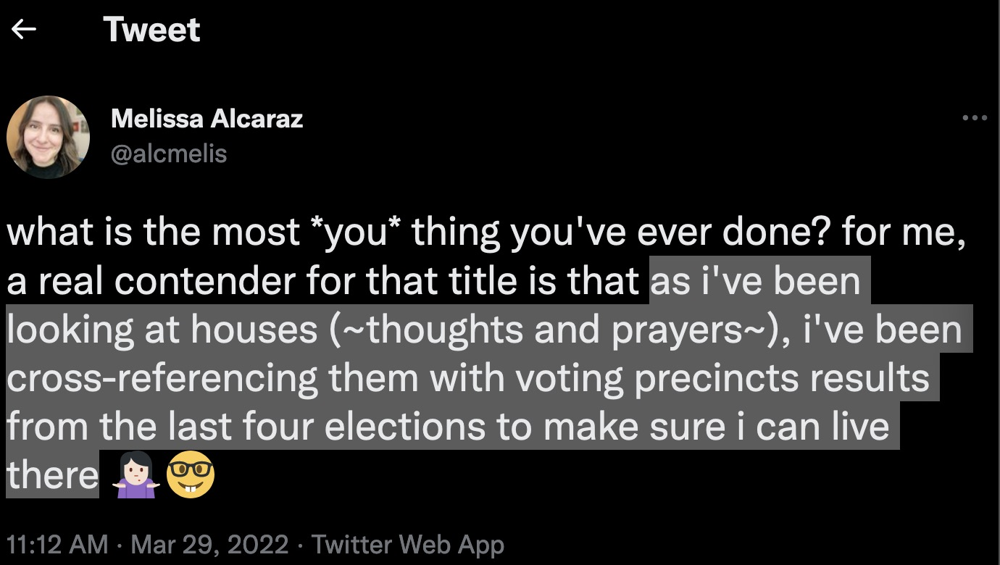 Tweet
Melissa Alcaraz
@alcmelis
what is the most *you* thing you've ever done? for me,
a real contender for that title is that as i've been
looking at houses (~thoughts and prayers~), i've been
cross-referencing them with voting precincts results
from the last four elections to make sure i can live
there 🤷🏻‍♀️🤓
11:12 AM · Mar 29, 2022 · Twitter Web App